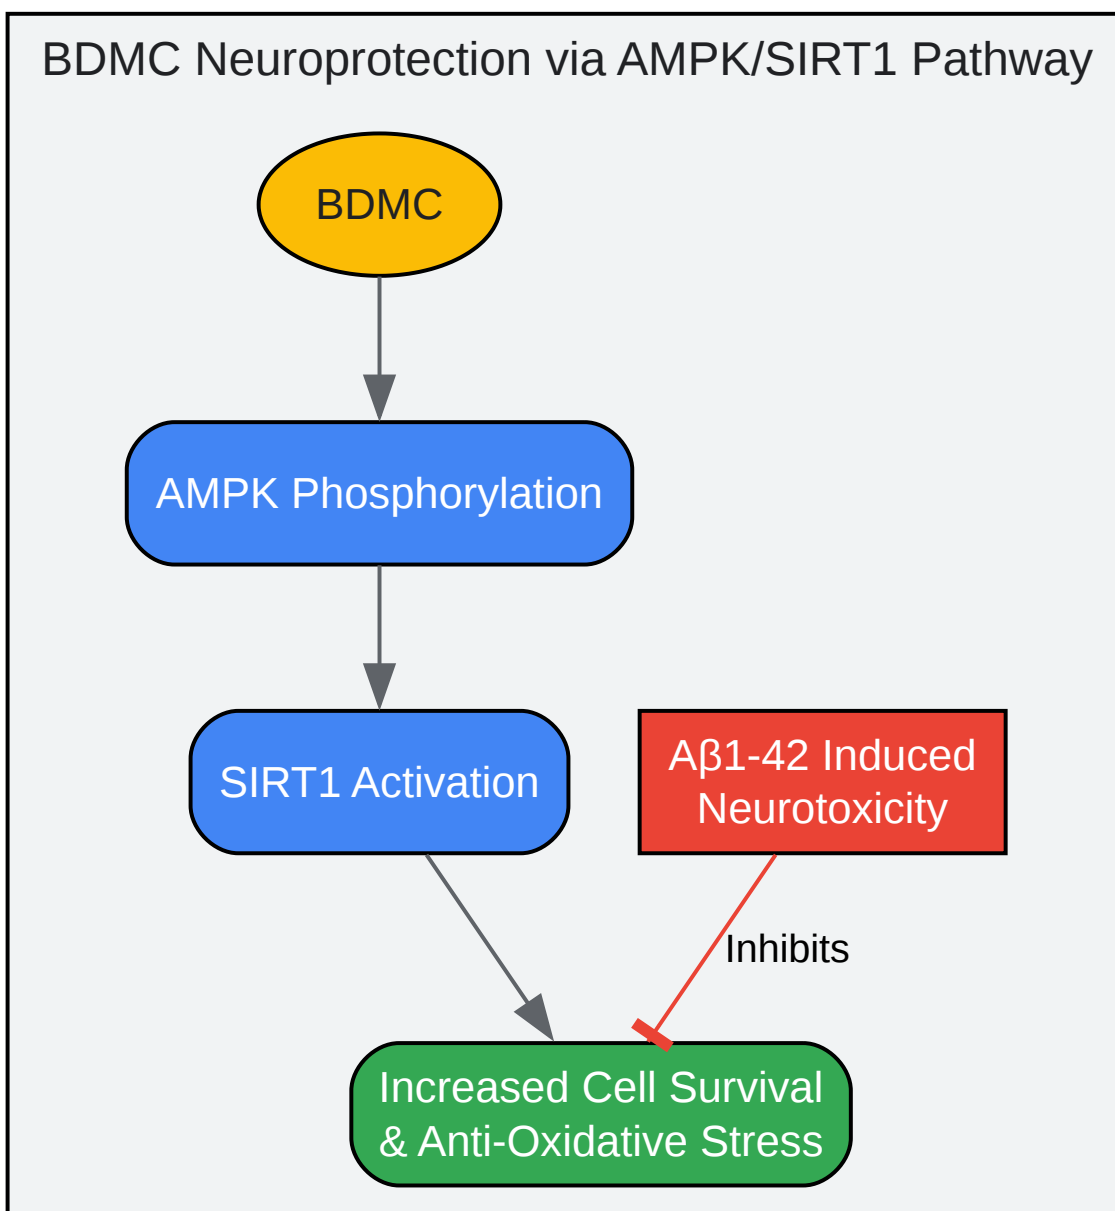 BDMC Neuroprotection via AMPK/SIRT1 Pathway
BDMC
AMPK Phosphorylation
SIRT1 Activation
Aβ1-42 Induced
Neurotoxicity
Inhibits
Increased Cell Survival
& Anti-Oxidative Stress